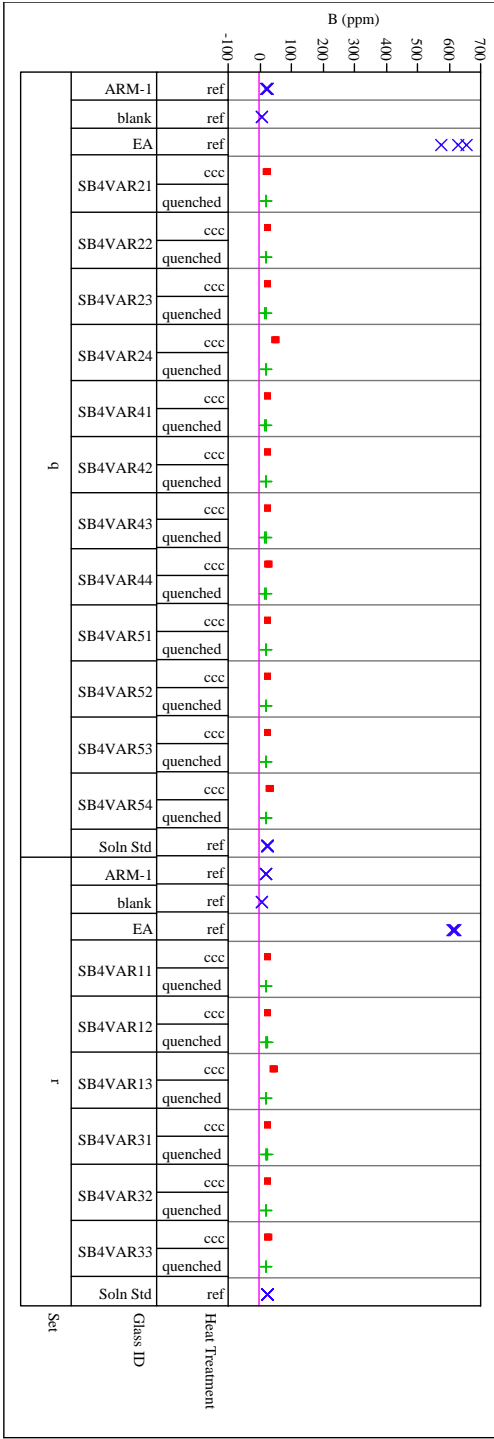 B (ppm)
-100
0
100
200
300
400
500
600
700
ref
ref
ref
ccc
quenched
ccc
quenched
ccc
quenched
ccc
quenched
ccc
quenched
ccc
quenched
ccc
quenched
ccc
quenched
ccc
quenched
ccc
quenched
ccc
quenched
ccc
quenched
ref
ref
ref
ref
ccc
quenched
ccc
quenched
ccc
quenched
ccc
quenched
ccc
quenched
ccc
quenched
ref
Heat Treatment
ARM-1
blank
EA
SB4VAR21
SB4VAR22
SB4VAR23
SB4VAR24
SB4VAR41
SB4VAR42
SB4VAR43
SB4VAR44
SB4VAR51
SB4VAR52
SB4VAR53
SB4VAR54
Soln Std
ARM-1
blank
EA
SB4VAR11
SB4VAR12
SB4VAR13
SB4VAR31
SB4VAR32
SB4VAR33
Soln Std
Glass ID
q
r
Set